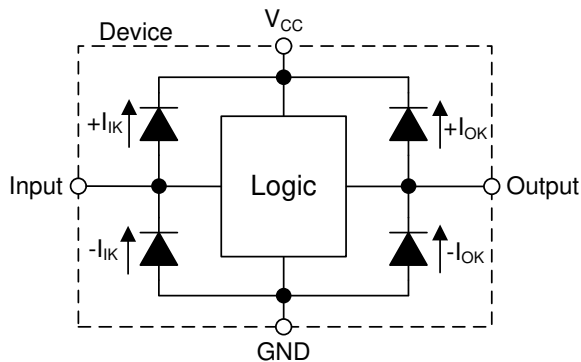 V_CC
Device
+I_IK
+I_OK
Input
Logic
Output
-I_IK
-I_OK
GND